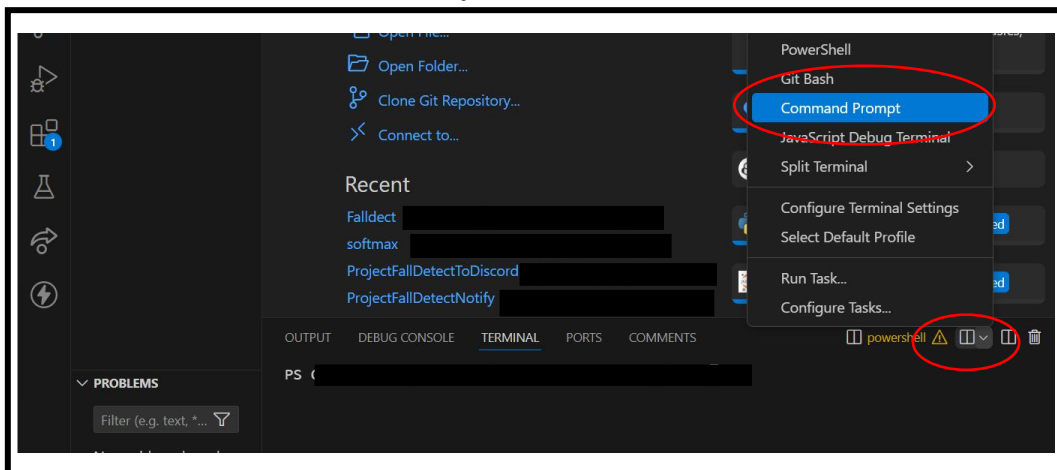 Open File...
Open Folder...
Clone Git Repository...
Connect to...
Recent
Falldect
softmax
ProjectFallDetectToDiscord
ProjectFallDetectNotify
PowerShell
Git Bash
Command Prompt
JavaScript Debug Terminal
Split Terminal
Configure Terminal Settings
Select Default Profile
Run Task...
Configure Tasks...
1
OUTPUT DEBUG CONSOLE TERMINAL PORTS COMMENTS powershell
PS
PROBLEMS
Filter (e.g. text, *...